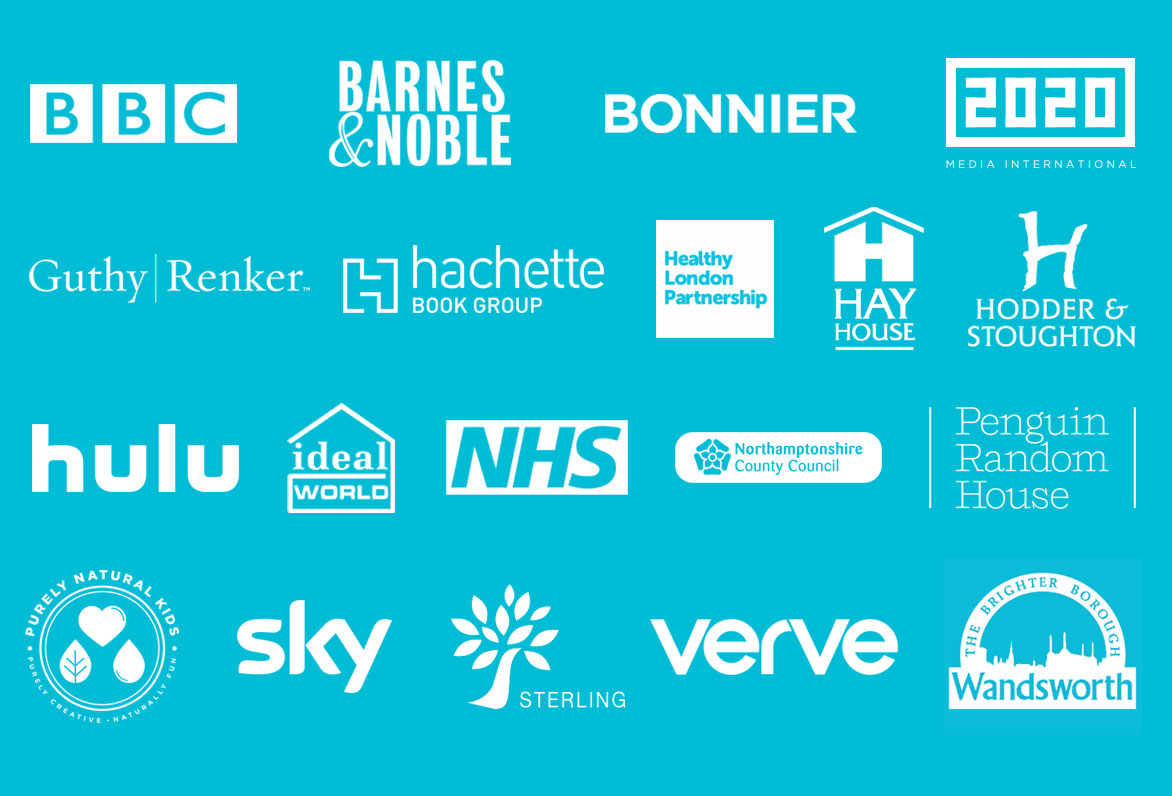 BBC
BARNES
&NOBLE
BONNIER
2020
MEDIA INTERNATIONAL
Guthy|Renker™
hachette
BOOK GROUP
Healthy
London
Partnership
HAY
HOUSE
H
HODDER &
STOUGHTON
hulu
ideal
WORLD
NHS
Northamptonshire
County Council
Penguin
Random
House
PURELY NATURAL KIDS
PURELY CREATIVE • NATURALLY FUN
sky
STERLING
verve
THE BRIGHTER BOROUGH
Wandsworth